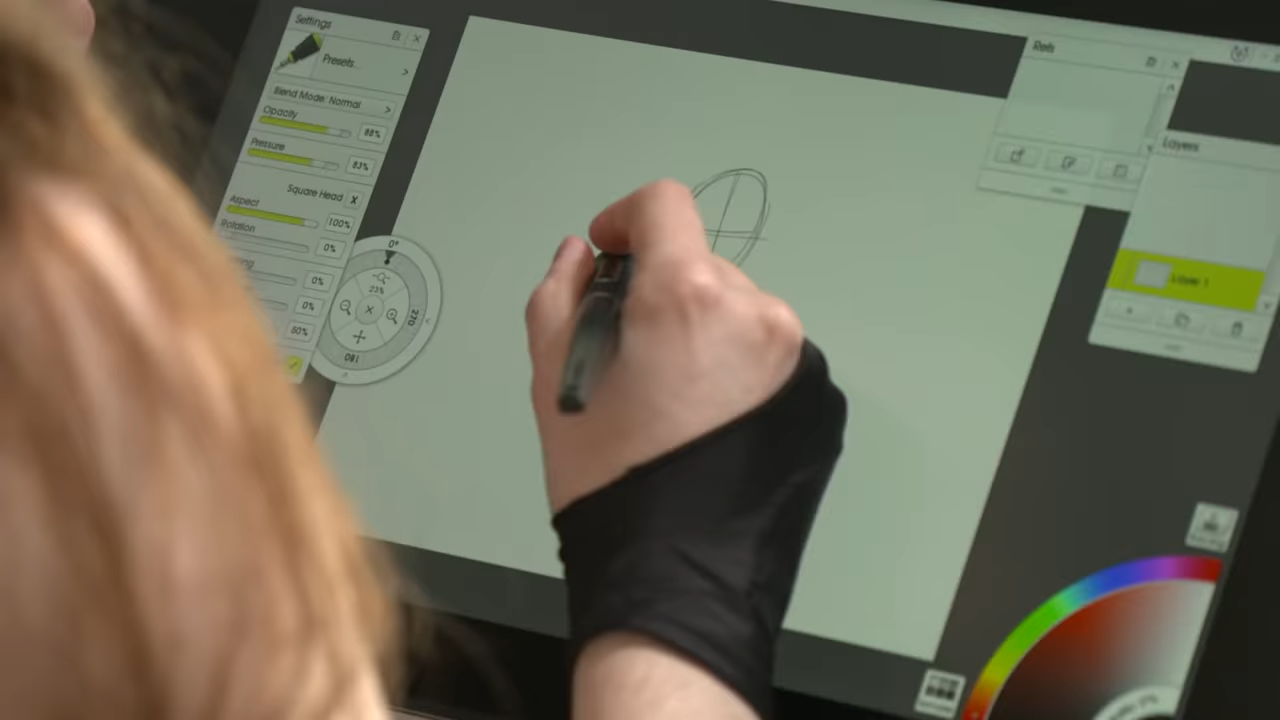 Settings
Presets...
Blend Mode: Normal
Opacity
88%
Pressure
83%
Square Head X
Aspect
100%
Rotation
0%
0%
0%
50%
0°
23%
270
180
Refs
Layers
Layer 1